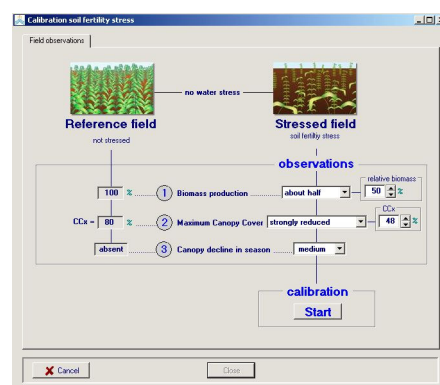 Calibration soil fertility stress
Field observations
no water stress
Reference field
not stressed
Stressed field
soil fertiltiy stress
observations
relative biomass
100 % 1 Biomass production about half 50 %
CCx
CCx = 80 % 2 Maximum Canopy Cover strongly reduced 48 %
absent 3 Canopy decline in season medium
calibration
Start
Cancel
Close